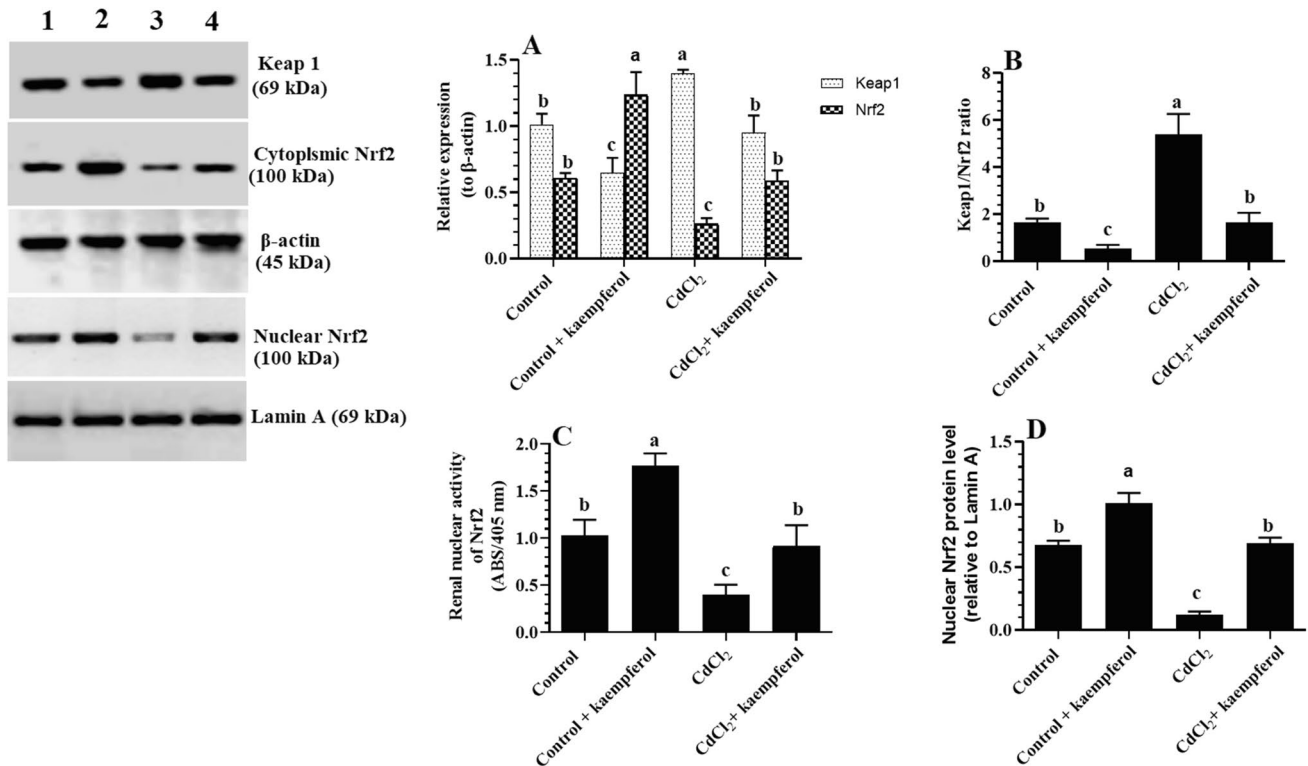 1 2 3 4
Keap 1
(69 kDa)
Cytoplsmic Nrf2
(100 kDa)
β-actin
(45 kDa)
Nuclear Nrf2
(100 kDa)
Lamin A (69 kDa)
A
Relative expression
(to β-actin)
1.5
1.0
0.5
0.0
b b c a a c b b
Keap1
Nrf2
Control
Control + kaempferol
CdCl₂
CdCl₂+ kaempferol
B
Keap1/Nrf2 ratio
8
6
4
2
0
b c a b
Control
Control + kaempferol
CdCl₂
CdCl₂+ kaempferol
C
Renal nuclear activity
of Nrf2
(ABS/405 nm)
2.0
1.5
1.0
0.5
0.0
b a c b
Control
Control + kaempferol
CdCl₂
CdCl₂+ kaempferol
D
Nuclear Nrf2 protein level
(relative to Lamin A)
1.5
1.0
0.5
0.0
b a c b
Control
Control + kaempferol
CdCl₂
CdCl₂+ kaempferol